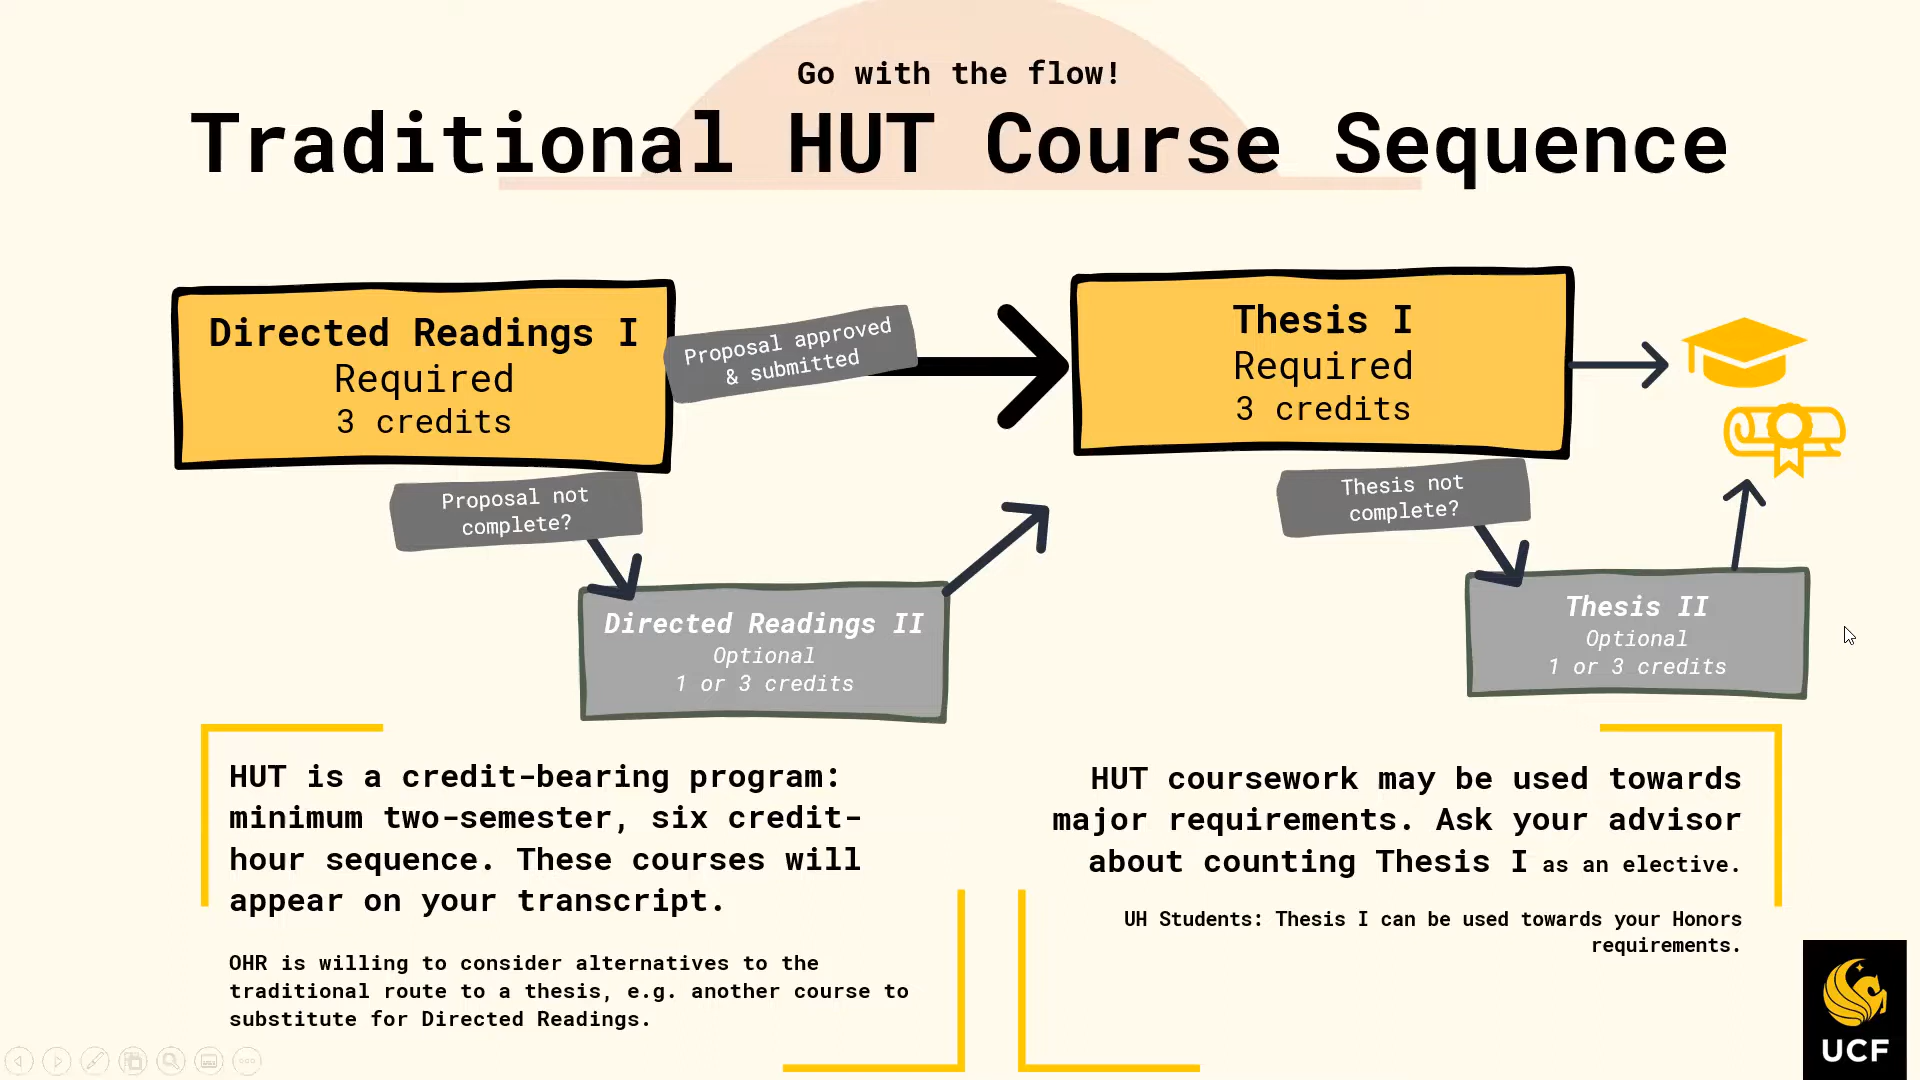 Go with the flow!
Traditional HUT Course Sequence
Directed Readings I
Required
3 credits
Proposal approved
& submitted
Thesis I
Required
3 credits
Proposal not
complete?
Thesis not
complete?
Directed Readings II
Optional
1 or 3 credits
Thesis II
Optional
1 or 3 credits
HUT is a credit-bearing program:
minimum two-semester, six credit-
hour sequence. These courses will
appear on your transcript.
OHR is willing to consider alternatives to the
traditional route to a thesis, e.g. another course to
substitute for Directed Readings.
HUT coursework may be used towards
major requirements. Ask your advisor
about counting Thesis I as an elective.
UH Students: Thesis I can be used towards your Honors
requirements.
UCF